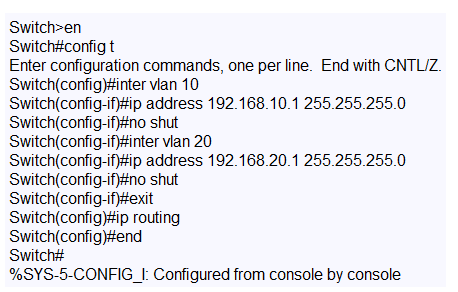 Switch>en
Switch#config t
Enter configuration commands, one per line.  End with CNTL/Z.
Switch(config)#inter vlan 10
Switch(config-if)#ip address 192.168.10.1 255.255.255.0
Switch(config-if)#no shut
Switch(config-if)#inter vlan 20
Switch(config-if)#ip address 192.168.20.1 255.255.255.0
Switch(config-if)#no shut
Switch(config-if)#exit
Switch(config)#ip routing
Switch(config)#end
Switch#
%SYS-5-CONFIG_I: Configured from console by console